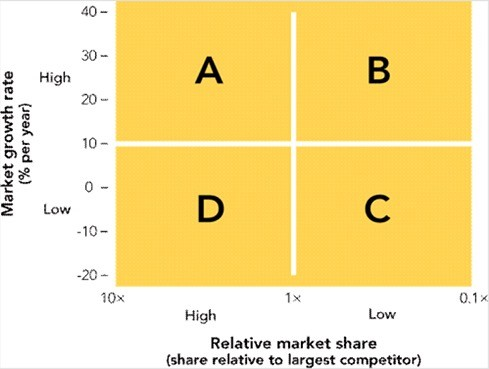 Market growth rate
(% per year)
High
Low
40
30
20
10
0
-10
-20
A
B
D
C
10×
1×
0.1×
High
Low
Relative market share
(share relative to largest competitor)